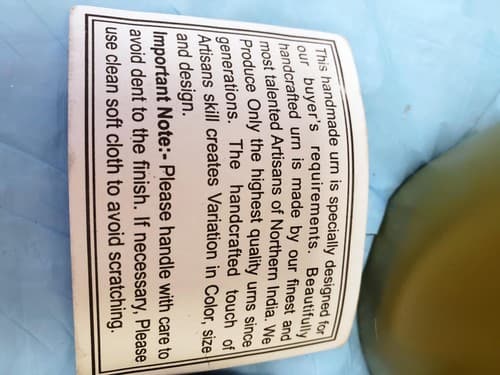 This handmade urn is specially designed for
our buyer's requirements. Beautifully
handcrafted urn is made by our finest and
most talented Artisans of Northern India. We
Produce Only the highest quality urns since
generations. The handcrafted touch of
Artisans skill creates Variation in Color, size
and design.
Important Note:- Please handle with care to
avoid dent to the finish. If necessary, Please
use clean soft cloth to avoid scratching.